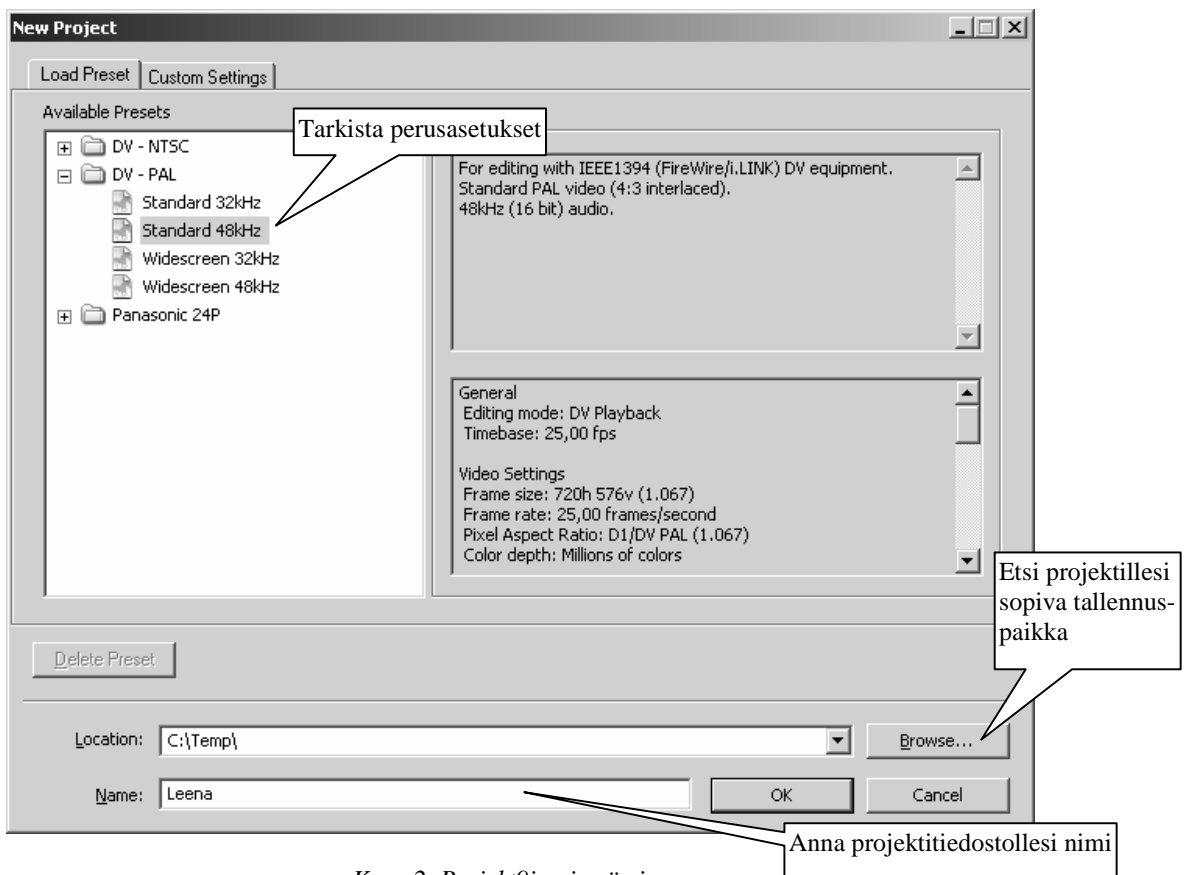 New Project
Load Preset
Custom Settings
Available Presets
Tarkista perusasetukset
DV - NTSC
DV - PAL
Standard 32kHz
Standard 48kHz
Widescreen 32kHz
Widescreen 48kHz
Panasonic 24P
For editing with IEEE1394 (FireWire/i.LINK) DV equipment.
Standard PAL video (4:3 interlaced).
48kHz (16 bit) audio.
General
Editing mode: DV Playback
Timebase: 25,00 fps
Video Settings
Frame size: 720h 576v (1.067)
Frame rate: 25,00 frames/second
Pixel Aspect Ratio: D1/DV PAL (1.067)
Color depth: Millions of colors
Etsi projektillesi
sopiva tallennus-
paikka
Delete Preset
Location:
C:\Temp\
Browse...
Name:
Leena
OK
Cancel
Anna projektitiedostollesi nimi